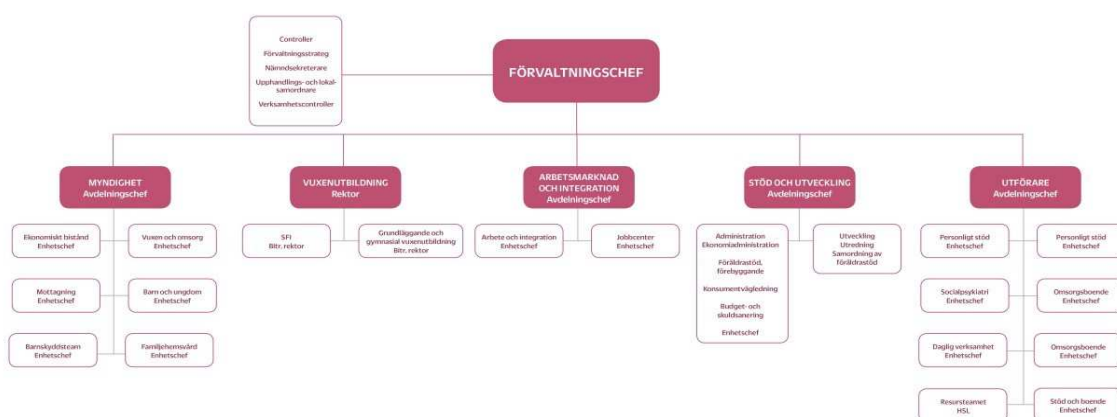 Controller
Förvaltningsstrateg
Nämndsekreterare
Upphandlings- och lokal-
samordnare
Verksamhetscontroller
FÖRVALTNINGSCHEF
MYNDIGHET
Avdelningschef
Ekonomiskt bistånd
Enhetschef
Vuxen och omsorg
Enhetschef
Mottagning
Enhetschef
Barn och ungdom
Enhetschef
Barnskyddsteam
Enhetschef
Familjehemsvård
Enhetschef
VUXENUTBILDNING
Rektor
SFI
Bitr. rektor
Grundläggande och
gymnasial vuxenutbildning
Bitr. rektor
ARBETSMARKNAD
OCH INTEGRATION
Avdelningschef
Arbete och integration
Enhetschef
Jobbcenter
Enhetschef
STÖD OCH UTVECKLING
Avdelningschef
Administration
Ekonomiadministration
Föräldrastöd,
förebyggande
Konsumentvägledning
Budget- och
skuldsanering
Enhetschef
Utveckling
Utredning
Samordning av
föräldrastöd
UTFÖRARE
Avdelningschef
Personligt stöd
Enhetschef
Personligt stöd
Enhetschef
Socialpsykiatri
Enhetschef
Omsorgsboende
Enhetschef
Daglig verksamhet
Enhetschef
Omsorgsboende
Enhetschef
Resursteamet
HSL
Stöd och boende
Enhetschef